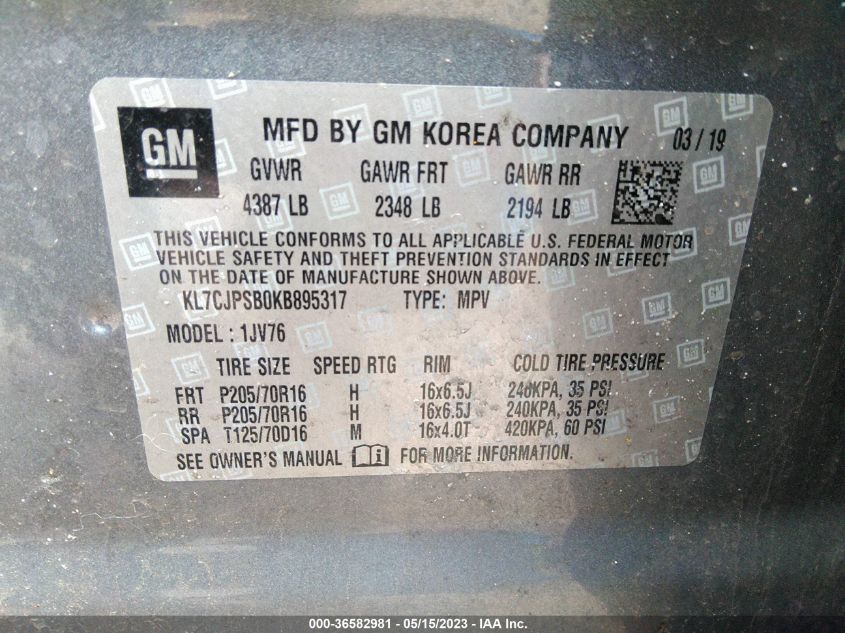 GM MFD BY GM KOREA COMPANY 03 / 19
GVWR GAWR FRT GAWR RR
4387 LB 2348 LB 2194 LB
THIS VEHICLE CONFORMS TO ALL APPLICABLE U.S. FEDERAL MOTOR
VEHICLE SAFETY AND THEFT PREVENTION STANDARDS IN EFFECT
ON THE DATE OF MANUFACTURE SHOWN ABOVE.
KL7CJPSB0KB895317 TYPE: MPV
MODEL : 1JV76
TIRE SIZE SPEED RTG RIM COLD TIRE PRESSURE
FRT P205/70R16 H 16x6.5J 240KPA, 35 PSI
RR P205/70R16 H 16x6.5J 240KPA, 35 PSI
SPA T125/70D16 M 16x4.0T 420KPA, 60 PSI
SEE OWNER'S MANUAL FOR MORE INFORMATION.
000-36582981 - 05/15/2023 - IAA Inc.